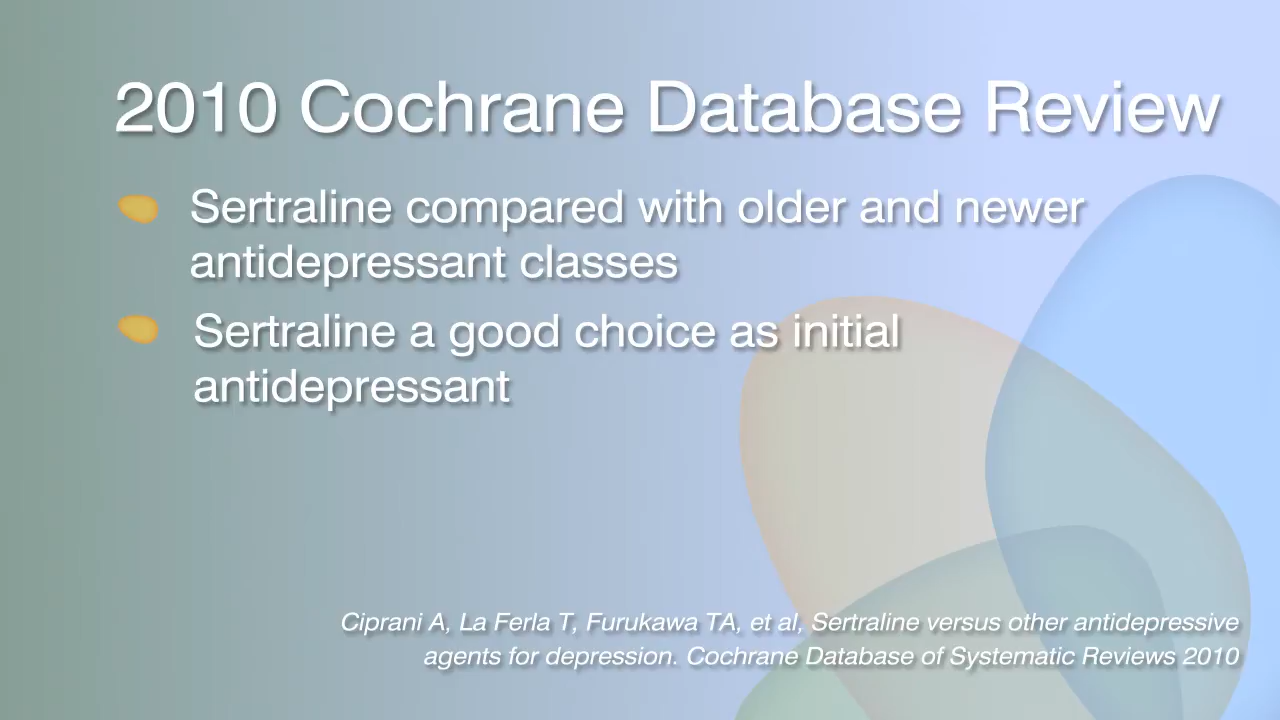 2010 Cochrane Database Review
Sertraline compared with older and newer
antidepressant classes
Sertraline a good choice as initial
antidepressant
Ciprani A, La Ferla T, Furukawa TA, et al, Sertraline versus other antidepressive
agents for depression. Cochrane Database of Systematic Reviews 2010